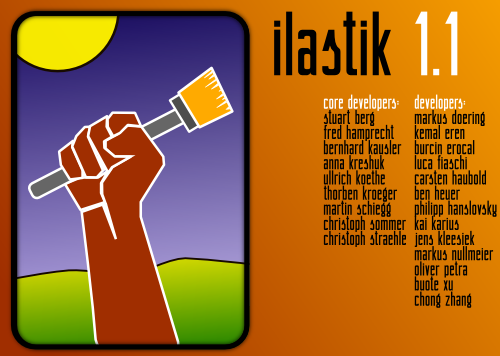 ilastik 1.1
core developers:
stuart berg
fred hamprecht
bernhard kausler
anna kreshuk
ullrich koethe
thorben kroeger
martin schiegg
christoph sommer
christoph straehle
developers:
markus doering
kemal eren
burcin erocal
luca fiaschi
carsten haubold
ben heuer
philipp hanslovsky
kai karius
jens kleesiek
markus nullmeier
oliver petra
buote xu
chong zhang